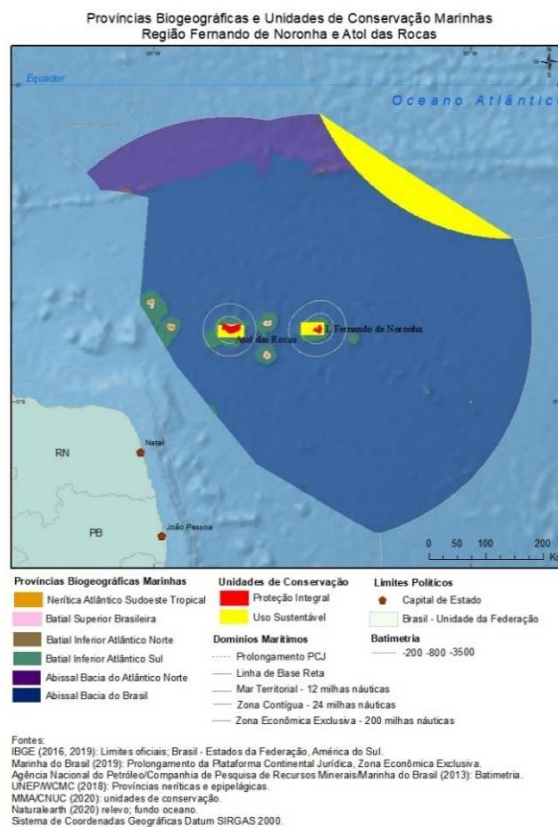 Províncias Biogeográficas e Unidades de Conservação Marinhas
Região Fernando de Noronha e Atol das Rocas
Equador
Oceano Atlântico
Atol das Rocas
I. Fernando de Noronha
RN
Natal
PB
João Pessoa
0 50 100 200
Províncias Biogeográficas Marinhas
Nerítica Atlântico Sudoeste Tropical
Batial Superior Brasileira
Batial Inferior Atlântico Norte
Batial Inferior Atlântico Sul
Abissal Bacia do Atlântico Norte
Abissal Bacia do Brasil
Unidades de Conservação
Proteção Integral
Uso Sustentável
Domínios Marítimos
Prolongamento PCJ
Linha de Base Reta
Mar Territorial - 12 milhas náuticas
Zona Contígua - 24 milhas náuticas
Zona Econômica Exclusiva - 200 milhas náuticas
Limites Políticos
Capital de Estado
Brasil - Unidade da Federação
Batimetria
-200 -800 -3500
Fontes:
IBGE (2016, 2019): Limites oficiais; Brasil - Estados da Federação, América do Sul.
Marinha do Brasil (2019): Prolongamento da Plataforma Continental Jurídica, Zona Econômica Exclusiva.
Agência Nacional do Petróleo/Companhia de Pesquisa de Recursos Minerais/Marinha do Brasil (2013): Batimetria.
UNEP/WCMC (2018): Províncias neríticas e epipelágicas.
MMA/CNUC (2020): unidades de conservação.
Naturalearth (2020) relevo; fundo oceano.
Sistema de Coordenadas Geográficas Datum SIRGAS 2000.